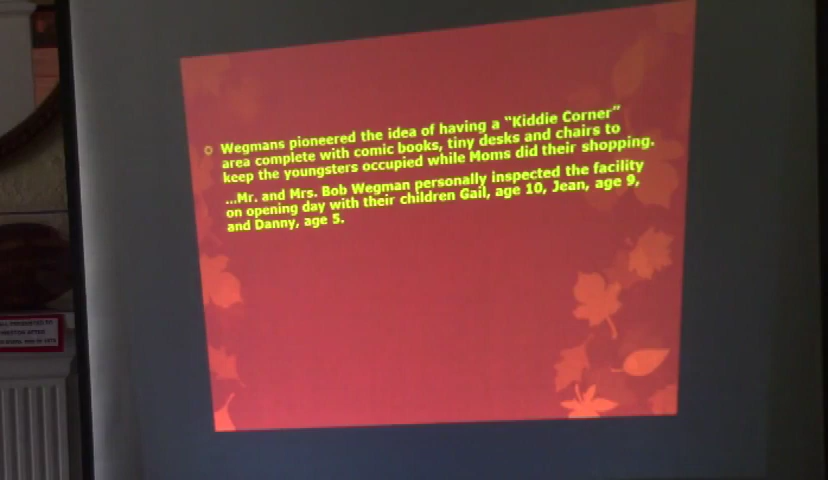 Wegmans pioneered the idea of having a “Kiddie Corner”
area complete with comic books, tiny desks and chairs to
keep the youngsters occupied while Moms did their shopping.
...Mr. and Mrs. Bob Wegman personally inspected the facility
on opening day with their children Gail, age 10, Jean, age 9,
and Danny, age 5.